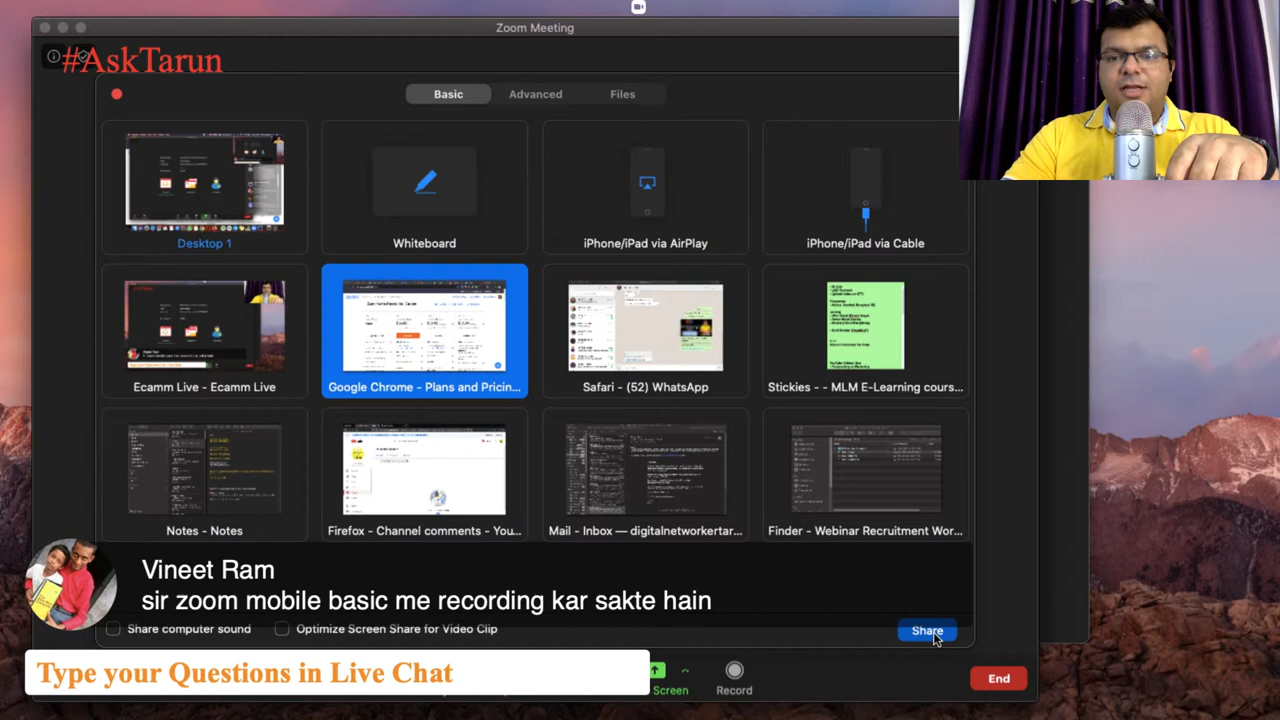 Zoom Meeting
#AskTarun
Basic
Advanced
Files
Desktop 1
Whiteboard
iPhone/iPad via AirPlay
iPhone/iPad via Cable
Ecamm Live - Ecamm Live
Google Chrome - Plans and Pricin...
Safari - (52) WhatsApp
Stickies - - MLM E-Learning cours...
Notes - Notes
Firefox - Channel comments - You...
Mail - Inbox — digitalnetworkertar...
Finder - Webinar Recruitment Wor...
Vineet Ram
sir zoom mobile basic me recording kar sakte hain
Share computer sound
Optimize Screen Share for Video Clip
Share
Type your Questions in Live Chat
Screen
Record
End